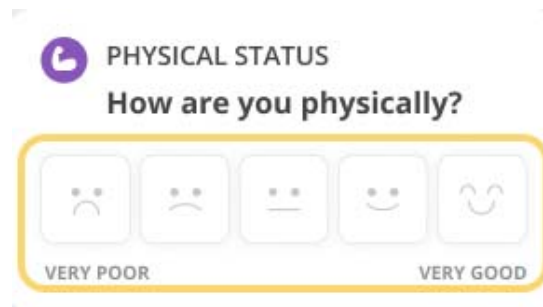 PHYSICAL STATUS
How are you physically?
VERY POOR VERY GOOD